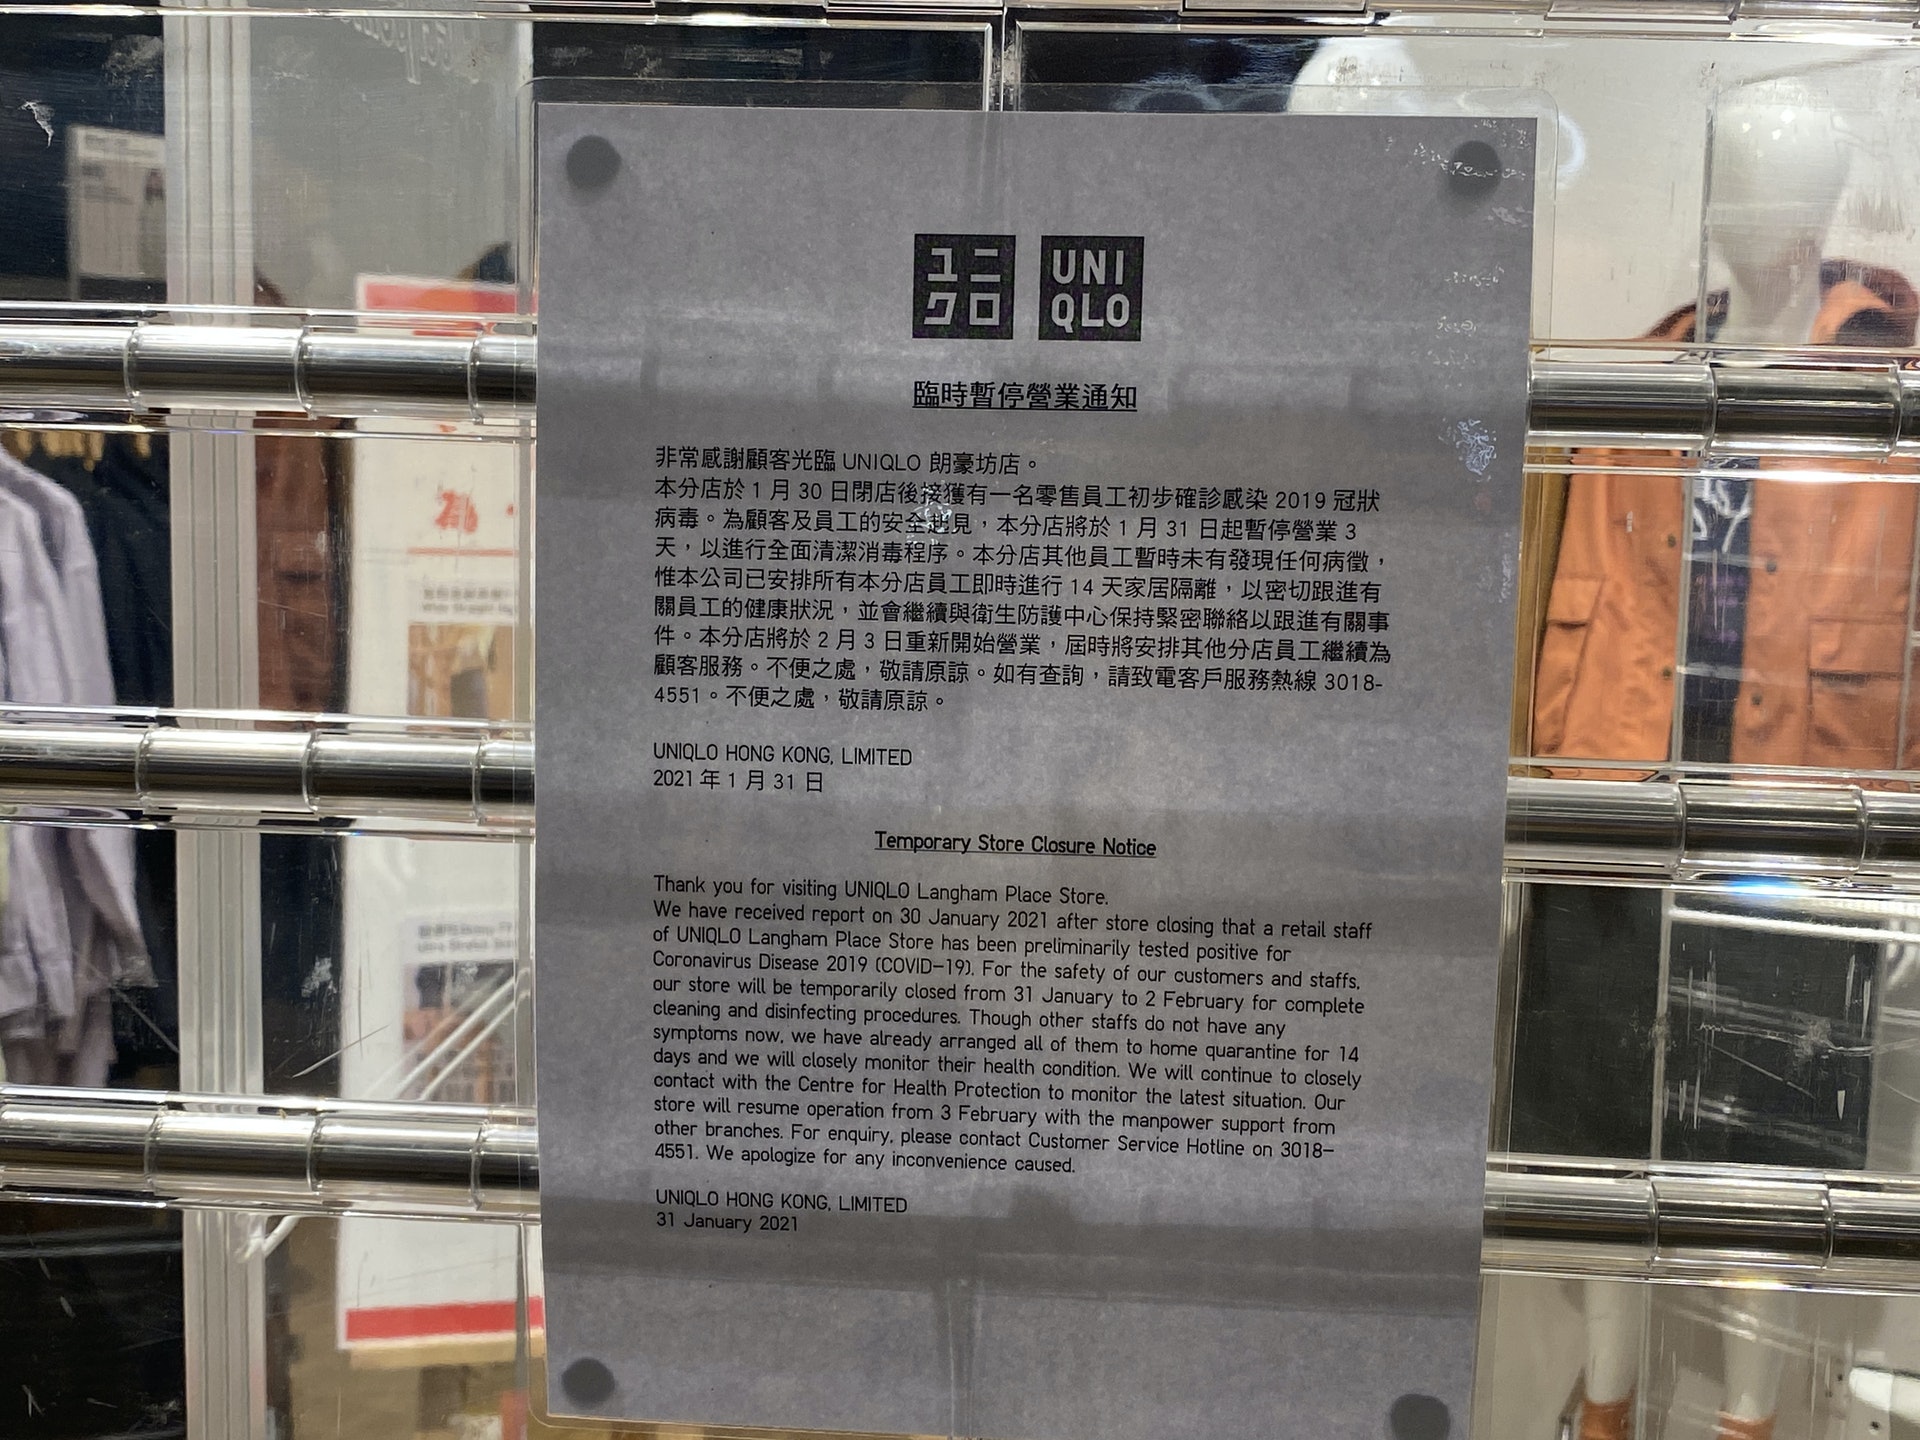 ユニ
クロ
UNI
QLO
臨時暫停營業通知
非常感謝顧客光臨 UNIQLO 朗豪坊店。
本分店於 1 月 30 日閉店後接獲有一名零售員工初步確診感染 2019 冠狀
病毒。為顧客及員工的安全起見，本分店將於 1 月 31 日起暫停營業 3
天，以進行全面清潔消毒程序。本分店其他員工暫時未有發現任何病徵，
惟本公司已安排所有本分店員工即時進行 14 天家居隔離，以密切跟進有
關員工的健康狀況，並會繼續與衛生防護中心保持緊密聯絡以跟進有關事
件。本分店將於 2 月 3 日重新開始營業，屆時將安排其他分店員工繼續為
顧客服務。不便之處，敬請原諒。如有查詢，請致電客戶服務熱線 3018-
4551。不便之處，敬請原諒。
UNIQLO HONG KONG, LIMITED
2021 年 1 月 31 日
Temporary Store Closure Notice
Thank you for visiting UNIQLO Langham Place Store.
We have received report on 30 January 2021 after store closing that a retail staff
of UNIQLO Langham Place Store has been preliminarily tested positive for
Coronavirus Disease 2019 (COVID-19). For the safety of our customers and staffs,
our store will be temporarily closed from 31 January to 2 February for complete
cleaning and disinfecting procedures. Though other staffs do not have any
symptoms now, we have already arranged all of them to home quarantine for 14
days and we will closely monitor their health condition. We will continue to closely
contact with the Centre for Health Protection to monitor the latest situation. Our
store will resume operation from 3 February with the manpower support from
other branches. For enquiry, please contact Customer Service Hotline on 3018-
4551. We apologize for any inconvenience caused.
UNIQLO HONG KONG, LIMITED
31 January 2021